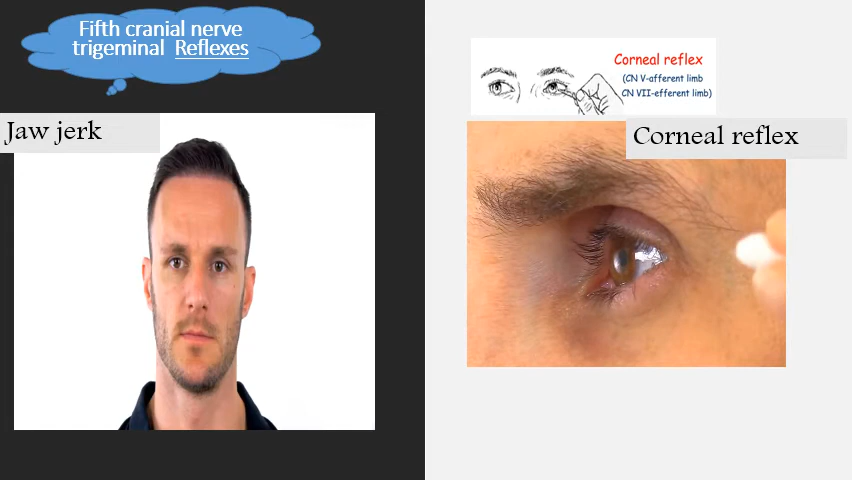 Fifth cranial nerve
trigeminal Reflexes
Jaw jerk
Corneal reflex
(CN V-afferent limb
CN VII-efferent limb)
Corneal reflex